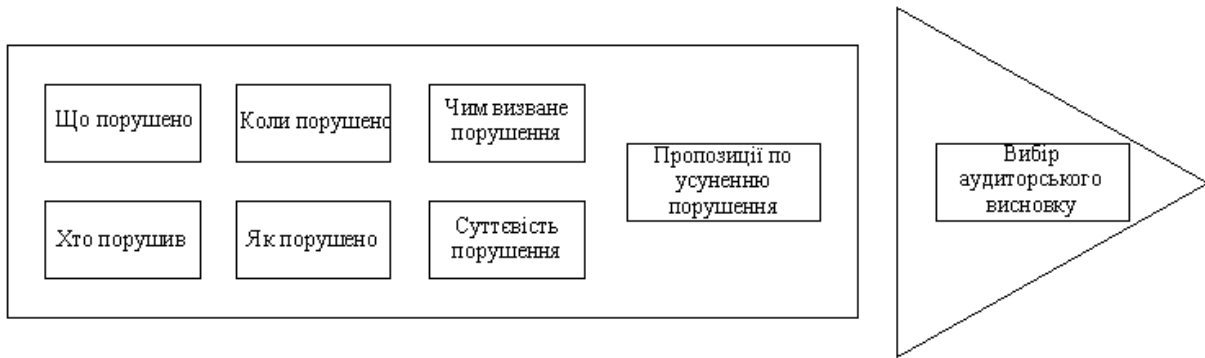 Що порушено
Коли порушено
Чим визване
порушення
Хто порушив
Як порушено
Суттєвість
порушення
Пропозиції по
усуненню
порушення
Вибір
аудиторського
висновку